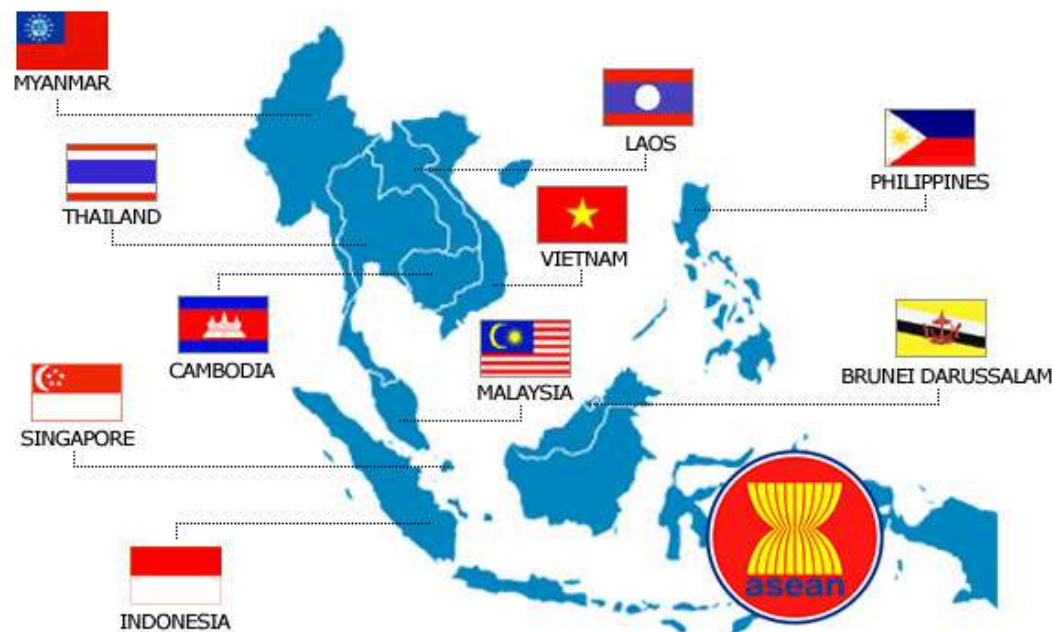 MYANMAR
LAOS
PHILIPPINES
THAILAND
VIETNAM
CAMBODIA
MALAYSIA
BRUNEI DARUSSALAM
SINGAPORE
asean
INDONESIA